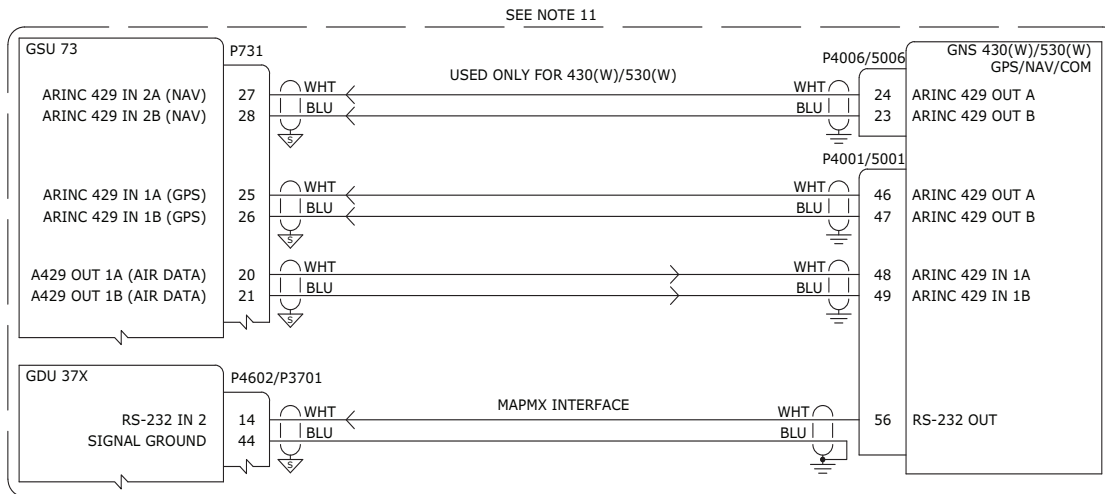 SEE NOTE 11
GSU 73
P731
P4006/5006
GNS 430(W)/530(W)
GPS/NAV/COM
USED ONLY FOR 430(W)/530(W)
ARINC 429 IN 2A (NAV) 27 WHT WHT 24 ARINC 429 OUT A
ARINC 429 IN 2B (NAV) 28 BLU BLU 23 ARINC 429 OUT B
S
P4001/5001
ARINC 429 IN 1A (GPS) 25 WHT WHT 46 ARINC 429 OUT A
ARINC 429 IN 1B (GPS) 26 BLU BLU 47 ARINC 429 OUT B
S
A429 OUT 1A (AIR DATA) 20 WHT WHT 48 ARINC 429 IN 1A
A429 OUT 1B (AIR DATA) 21 BLU BLU 49 ARINC 429 IN 1B
S
GDU 37X
P4602/P3701
MAPMX INTERFACE
RS-232 IN 2 14 WHT WHT 56 RS-232 OUT
SIGNAL GROUND 44 BLU BLU
S